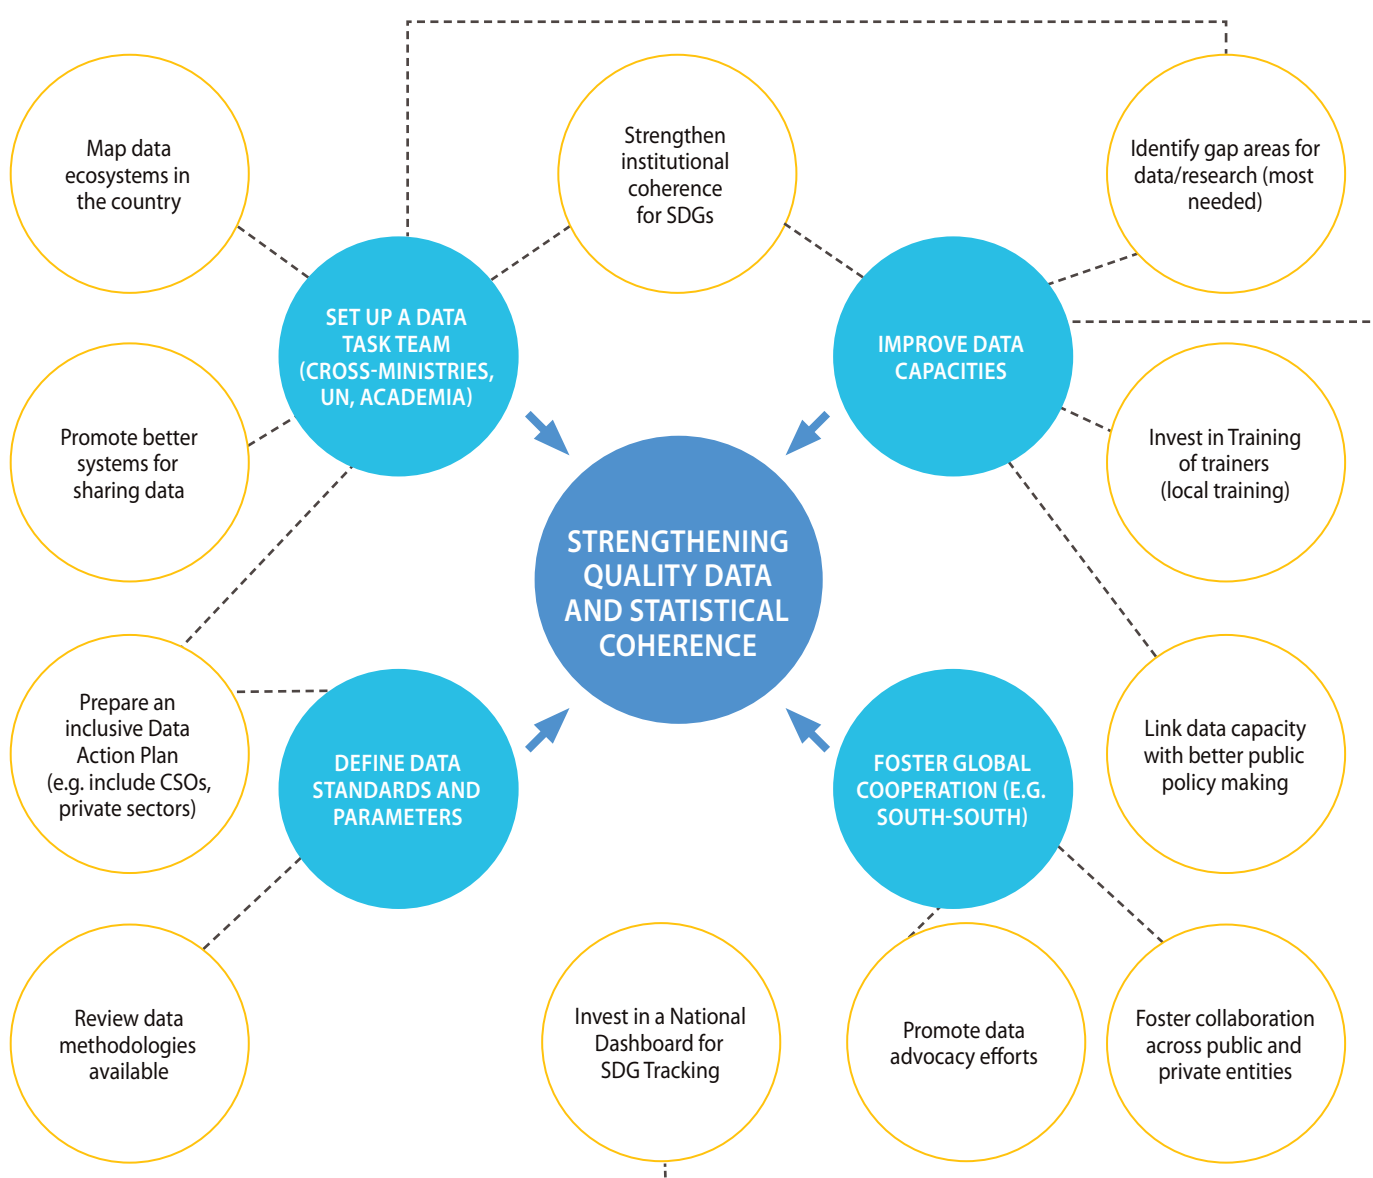 Map data
ecosystems in
the country
Strengthen
institutional
coherence
for SDGs
Identify gap areas for
data/research (most
needed)
SET UP A DATA
TASK TEAM
(CROSS-MINISTRIES,
UN, ACADEMIA)
IMPROVE DATA
CAPACITIES
Promote better
systems for
sharing data
Invest in Training
of trainers
(local training)
STRENGTHENING
QUALITY DATA
AND STATISTICAL
COHERENCE
Prepare an
inclusive Data
Action Plan
(e.g. include CSOs,
private sectors)
DEFINE DATA
STANDARDS AND
PARAMETERS
FOSTER GLOBAL
COOPERATION (E.G.
SOUTH-SOUTH)
Link data capacity
with better public
policy making
Review data
methodologies
available
Invest in a National
Dashboard for
SDG Tracking
Promote data
advocacy efforts
Foster collaboration
across public and
private entities